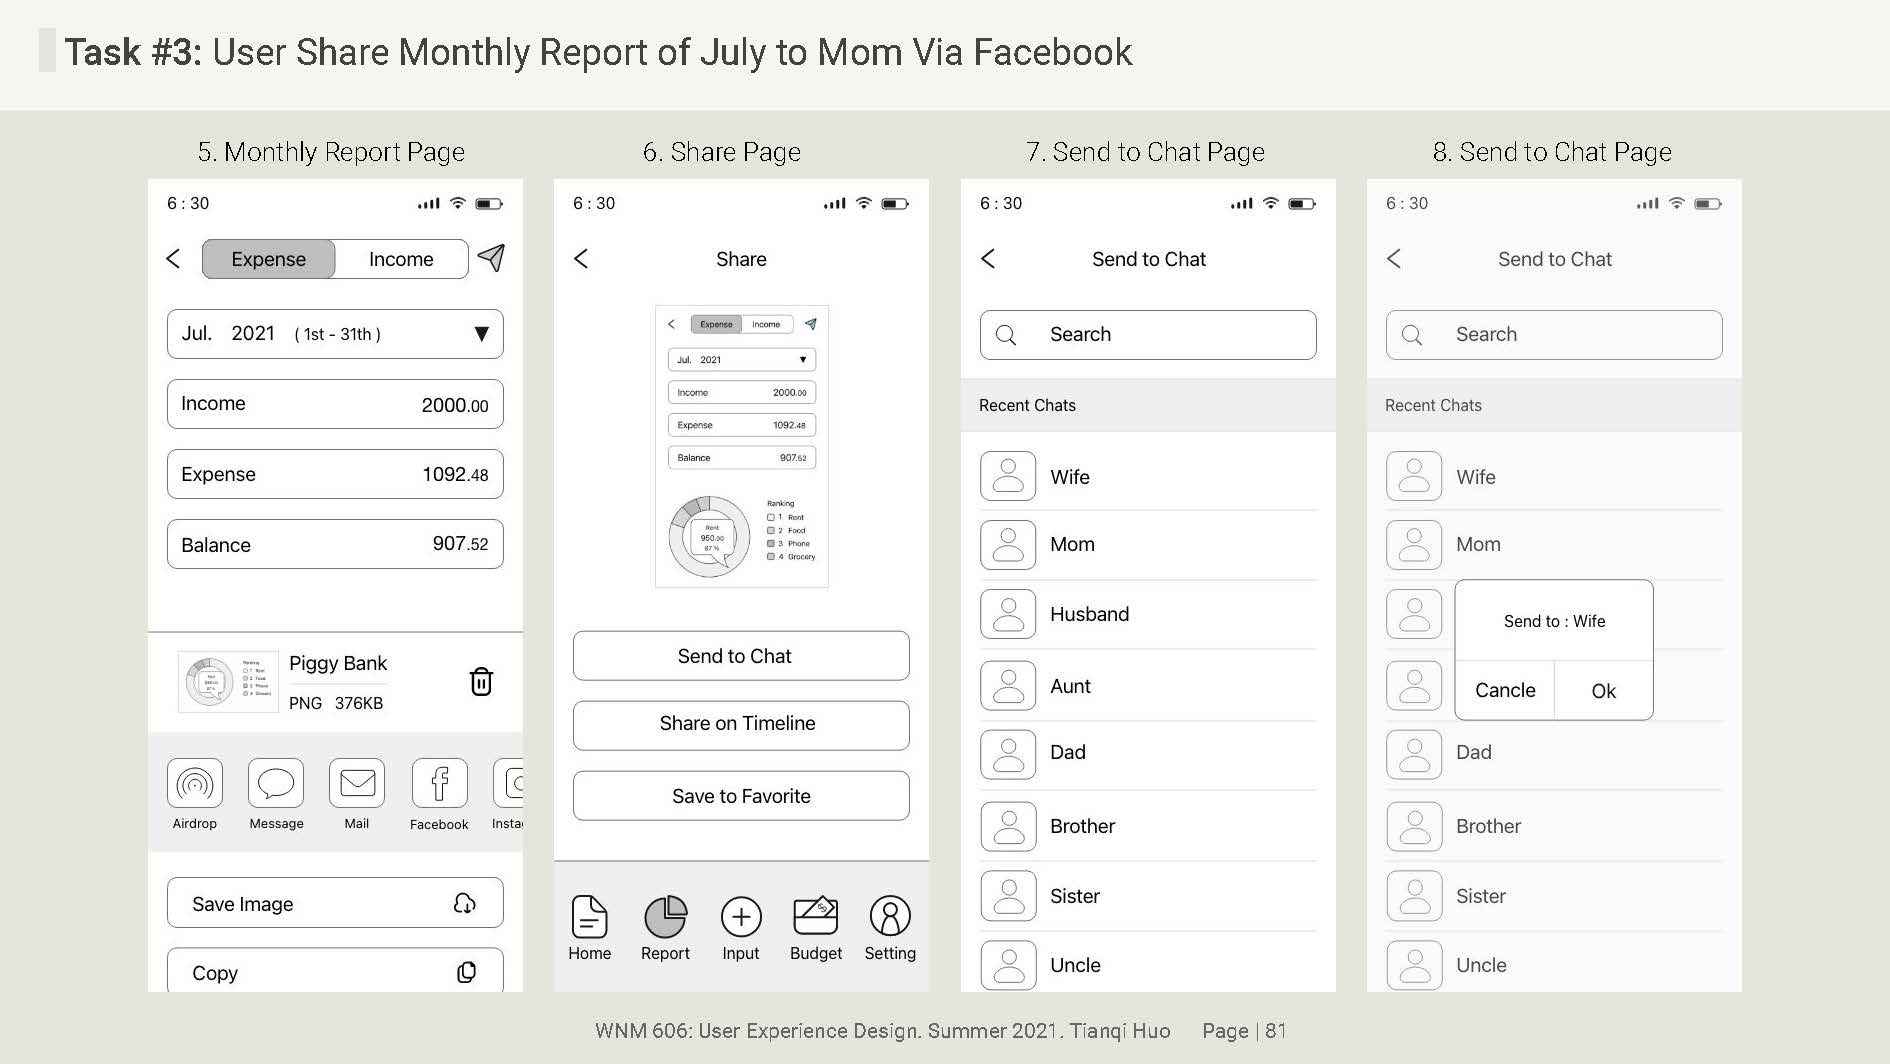 Task #3: User Share Monthly Report of July to Mom Via Facebook
5. Monthly Report Page
6:30
Expense Income
Jul. 2021 ( 1st - 31th ) ▼
Income 2000.00
Expense 1092.48
Balance 907.52
Piggy Bank
PNG 376KB
Airdrop Message Mail Facebook Insta
Save Image
Copy
6. Share Page
6:30
Share
Expense Income
Jul. 2021 ▼
Income 2000.00
Expense 1092.48
Balance 907.52
Rent
950.00
87 %
Ranking
1 Rent
2 Food
3 Phone
4 Grocery
Send to Chat
Share on Timeline
Save to Favorite
Home Report Input Budget Setting
7. Send to Chat Page
6:30
Send to Chat
Search
Recent Chats
Wife
Mom
Husband
Aunt
Dad
Brother
Sister
Uncle
8. Send to Chat Page
6:30
Send to Chat
Search
Recent Chats
Wife
Mom
Send to : Wife
Cancle Ok
Dad
Brother
Sister
Uncle
WNM 606: User Experience Design. Summer 2021. Tianqi Huo Page | 81